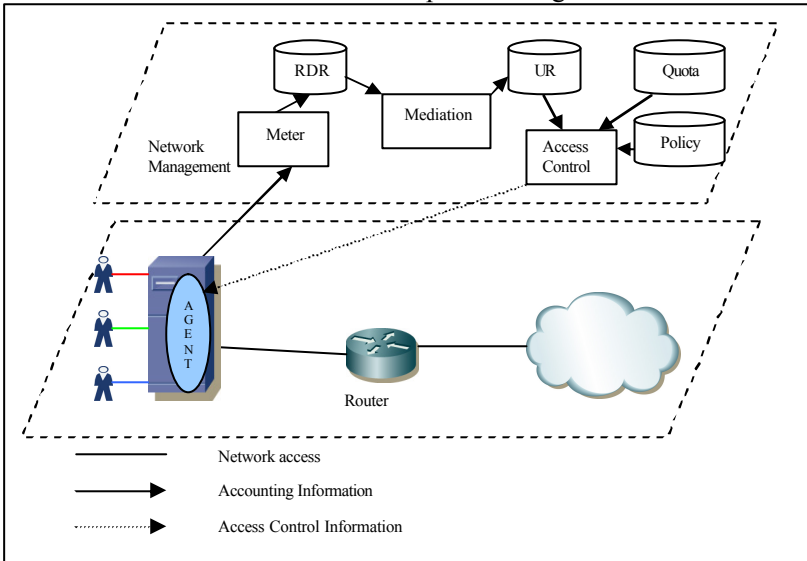 RDR
UR
Quota
Mediation
Meter
Network
Management
Access
Control
Policy
A
G
E
N
T
Router
Network access
Accounting Information
Access Control Information